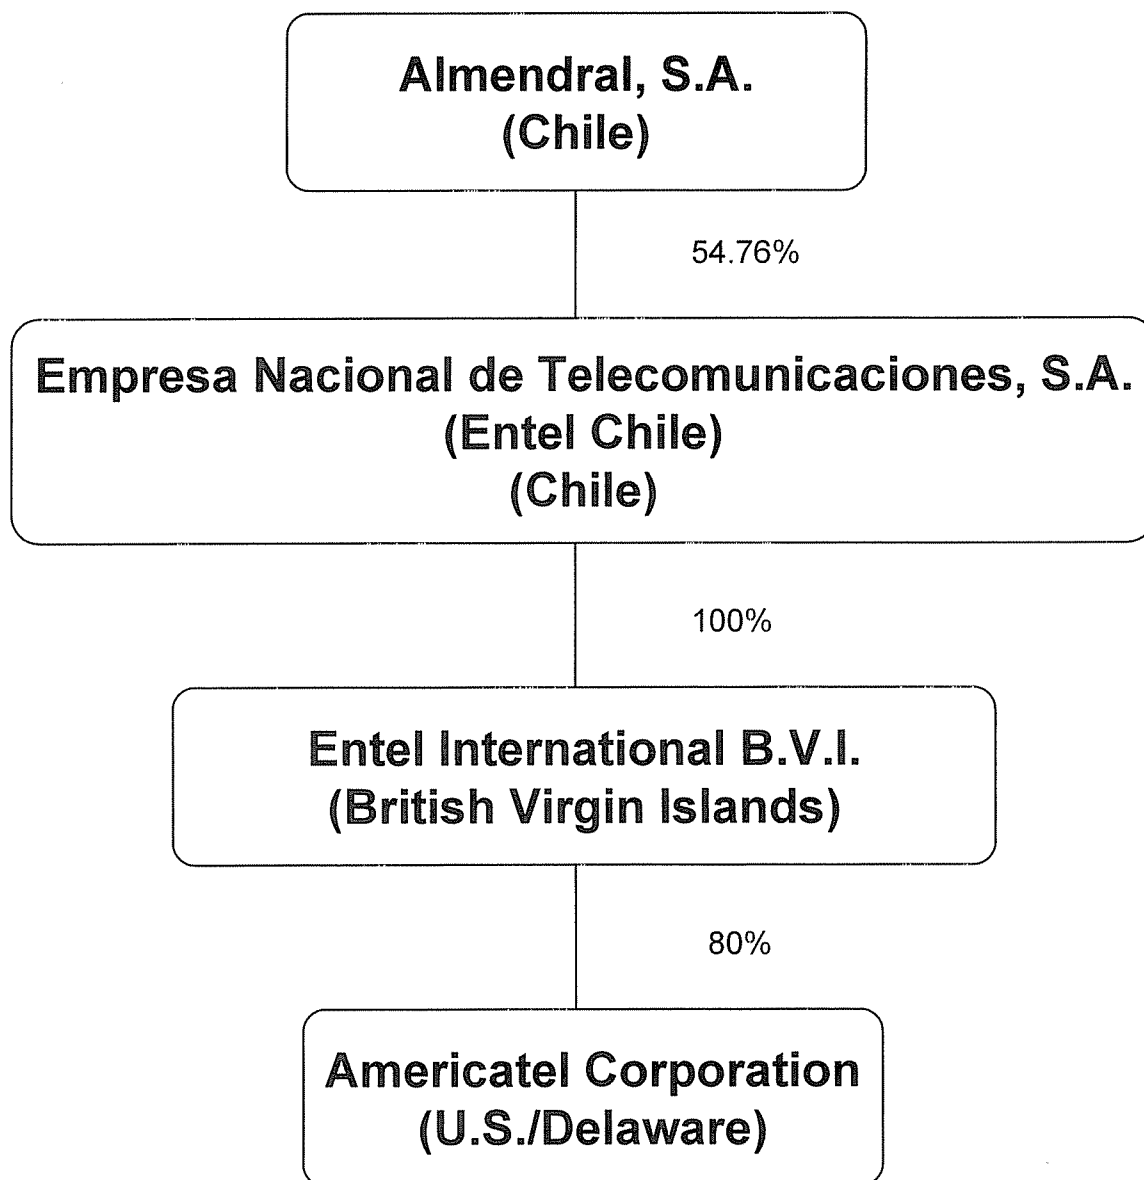 Almendral, S.A.
(Chile)
54.76%
Empresa Nacional de Telecomunicaciones, S.A.
(Entel Chile)
(Chile)
100%
Entel International B.V.I.
(British Virgin Islands)
80%
Americatel Corporation
(U.S./Delaware)